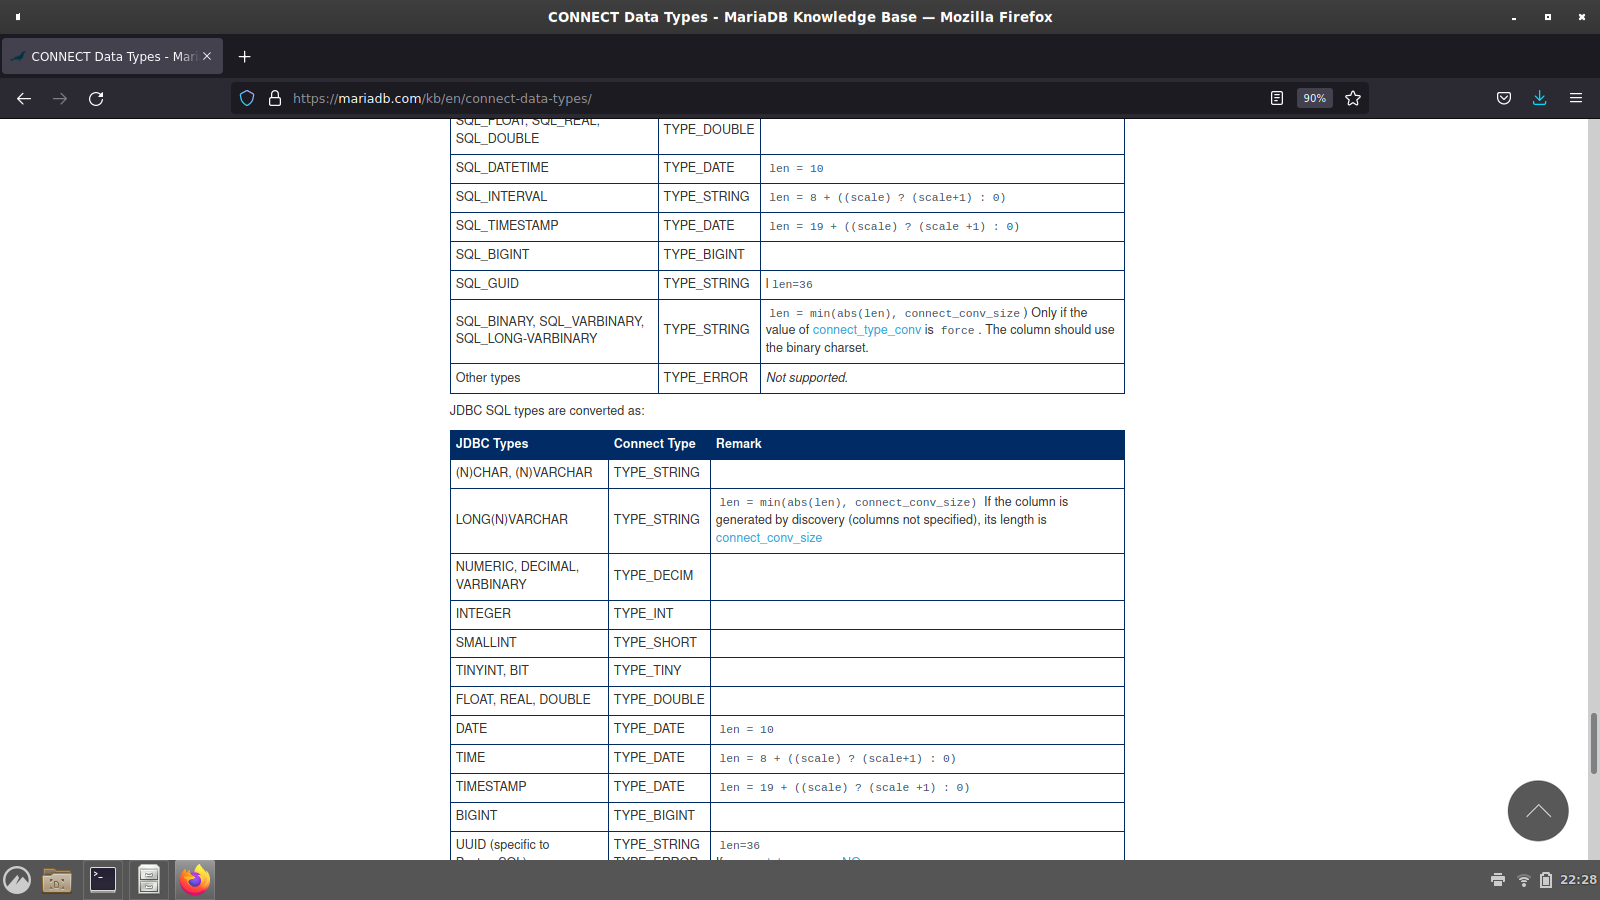 CONNECT Data Types - MariaDB Knowledge Base — Mozilla Firefox
CONNECT Data Types - Mari
https://mariadb.com/kb/en/connect-data-types/
90%
SQL_FLOAT, SQL_REAL,
SQL_DOUBLE
TYPE_DOUBLE
SQL_DATETIME TYPE_DATE len = 10
SQL_INTERVAL TYPE_STRING len = 8 + ((scale) ? (scale+1) : 0)
SQL_TIMESTAMP TYPE_DATE len = 19 + ((scale) ? (scale +1) : 0)
SQL_BIGINT TYPE_BIGINT
SQL_GUID TYPE_STRING l len=36
SQL_BINARY, SQL_VARBINARY,
SQL_LONG-VARBINARY
TYPE_STRING
len = min(abs(len), connect_conv_size ) Only if the
value of connect_type_conv is force . The column should use
the binary charset.
Other types TYPE_ERROR Not supported.
JDBC SQL types are converted as:
JDBC Types Connect Type Remark
(N)CHAR, (N)VARCHAR TYPE_STRING
LONG(N)VARCHAR TYPE_STRING
len = min(abs(len), connect_conv_size) If the column is
generated by discovery (columns not specified), its length is
connect_conv_size
NUMERIC, DECIMAL,
VARBINARY
TYPE_DECIM
INTEGER TYPE_INT
SMALLINT TYPE_SHORT
TINYINT, BIT TYPE_TINY
FLOAT, REAL, DOUBLE TYPE_DOUBLE
DATE TYPE_DATE len = 10
TIME TYPE_DATE len = 8 + ((scale) ? (scale+1) : 0)
TIMESTAMP TYPE_DATE len = 19 + ((scale) ? (scale +1) : 0)
BIGINT TYPE_BIGINT
UUID (specific to TYPE_STRING len=36
22:28